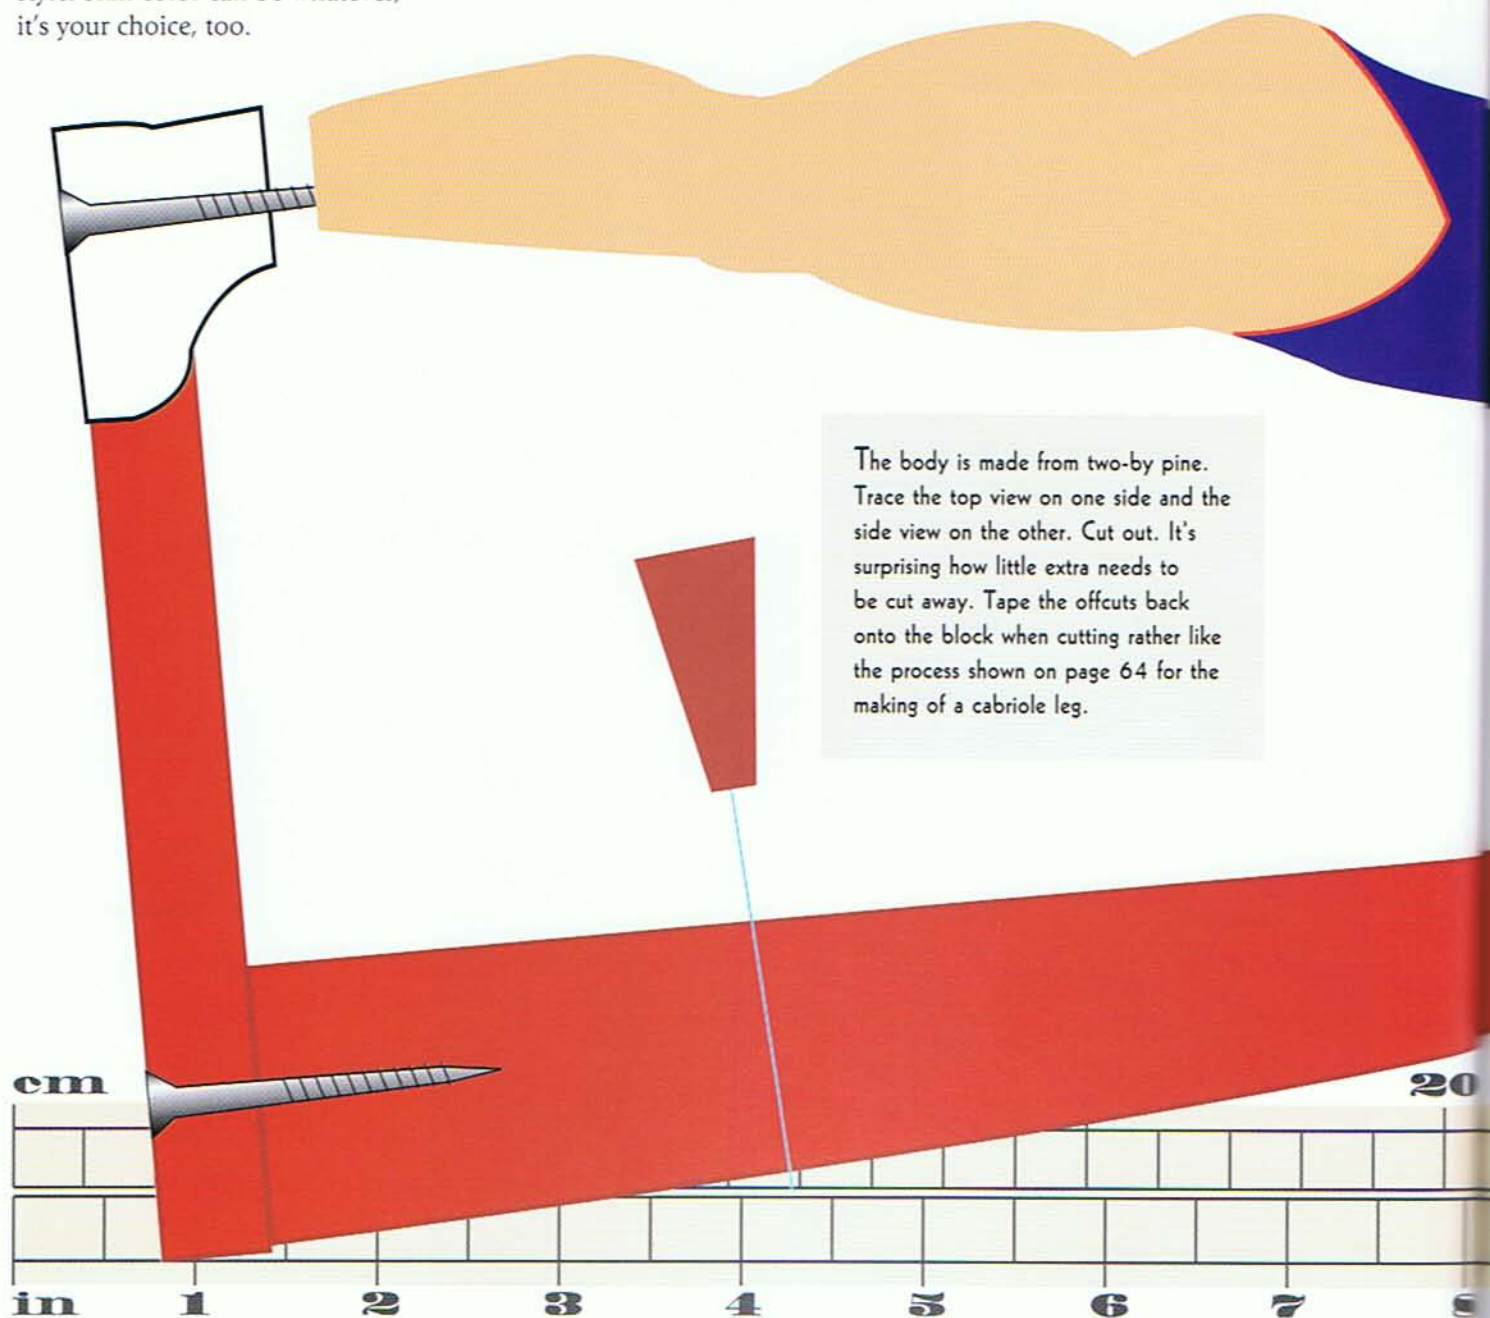 it's your choice, too.
The body is made from two-by pine.
Trace the top view on one side and the
side view on the other. Cut out. It's
surprising how little extra needs to
be cut away. Tape the offcuts back
onto the block when cutting rather like
the process shown on page 64 for the
making of a cabriole leg.
cm 20
in 1 2 3 4 5 6 7